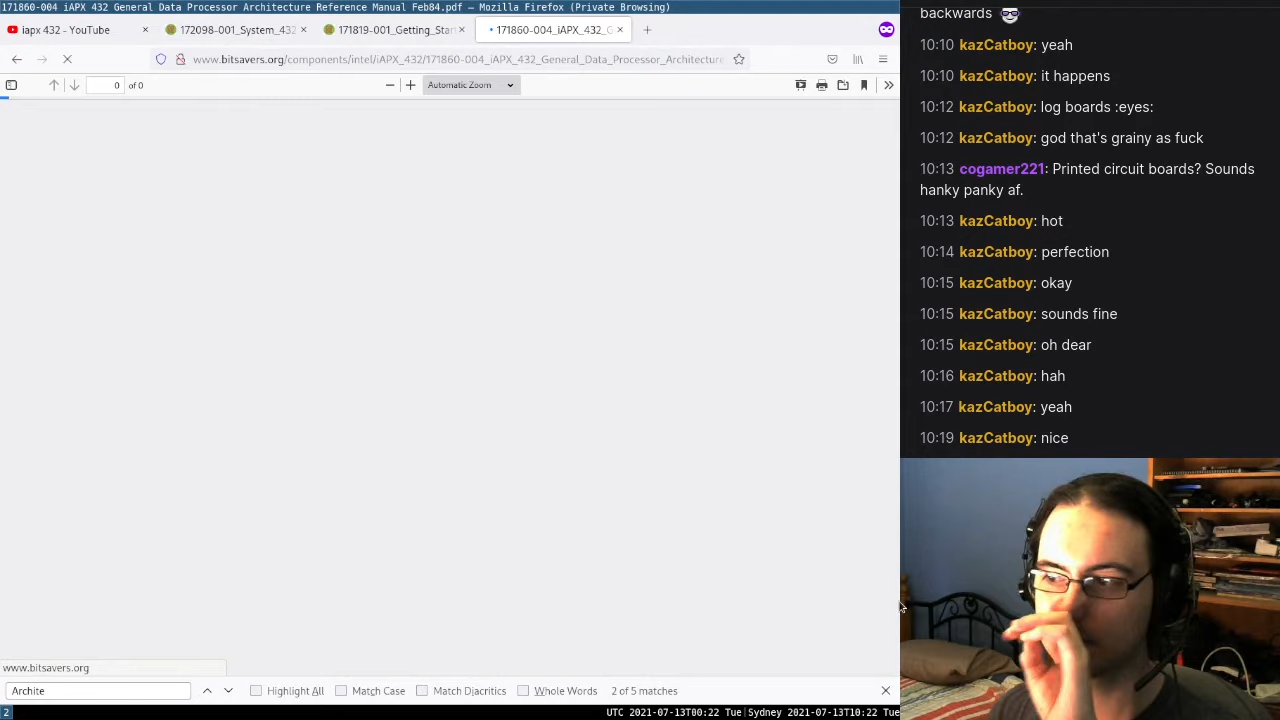 171860-004 iAPX 432 General Data Processor Architecture Reference Manual Feb84.pdf — Mozilla Firefox (Private Browsing)
iapx 432 - YouTube
172098-001_System_432
171819-001_Getting_Star
171860-004_iAPX_432_G
www.bitsavers.org/components/intel/iAPX_432/171860-004_iAPX_432_General_Data_Processor_Architecture
0 of 0
Automatic Zoom
www.bitsavers.org
Archite
Highlight All
Match Case
Match Diacritics
Whole Words
2 of 5 matches
2
UTC 2021-07-13T00:22 Tue|Sydney 2021-07-13T10:22 Tue
backwards
10:10 kazCatboy: yeah
10:10 kazCatboy: it happens
10:12 kazCatboy: log boards :eyes:
10:12 kazCatboy: god that's grainy as fuck
10:13 cogamer221: Printed circuit boards? Sounds
hanky panky af.
10:13 kazCatboy: hot
10:14 kazCatboy: perfection
10:15 kazCatboy: okay
10:15 kazCatboy: sounds fine
10:15 kazCatboy: oh dear
10:16 kazCatboy: hah
10:17 kazCatboy: yeah
10:19 kazCatboy: nice